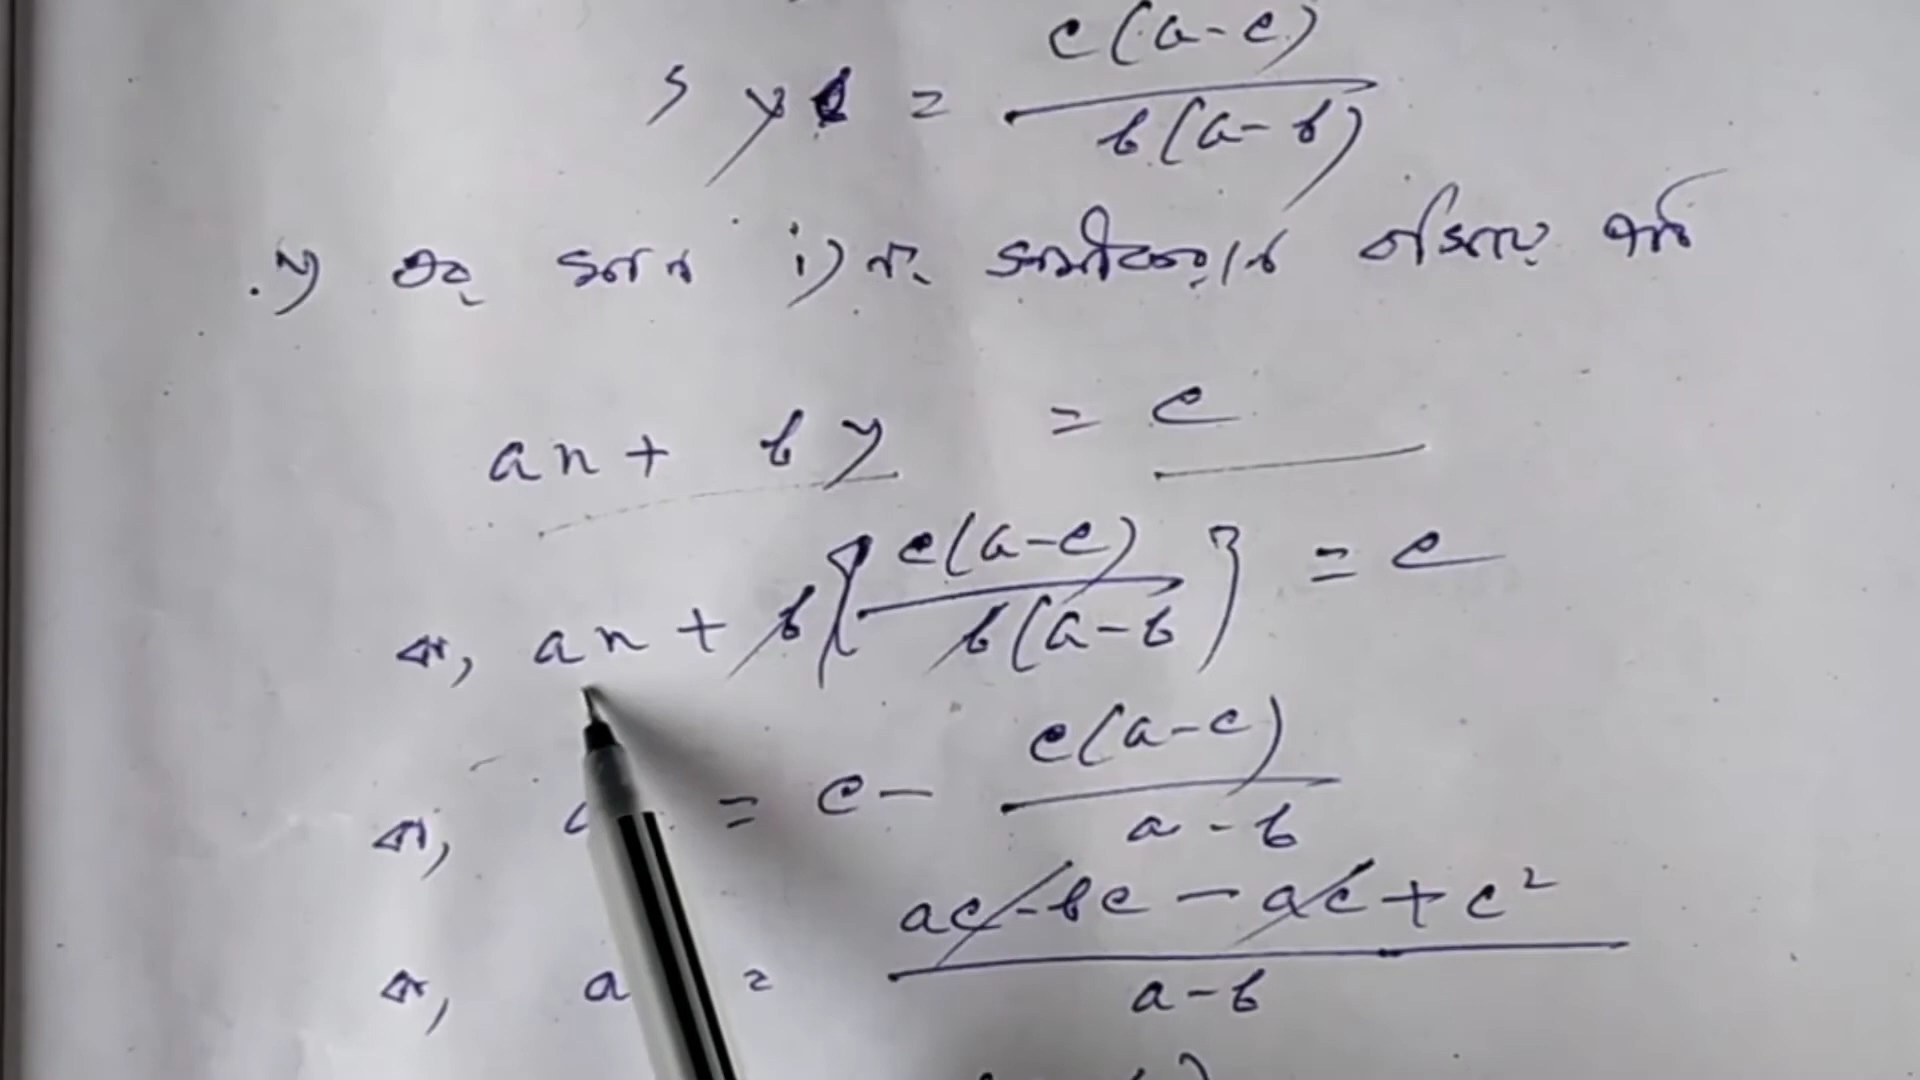 y = c(a-c)/b(a-b)
y এর মান i) নং সমীকরণে বসিয়ে পাই
ax + by = c
বা, ax + b{c(a-c)/b(a-b} = c
বা, = c - c(a-c)/a-b
বা, a = ac-bc-ac+c²/a-b